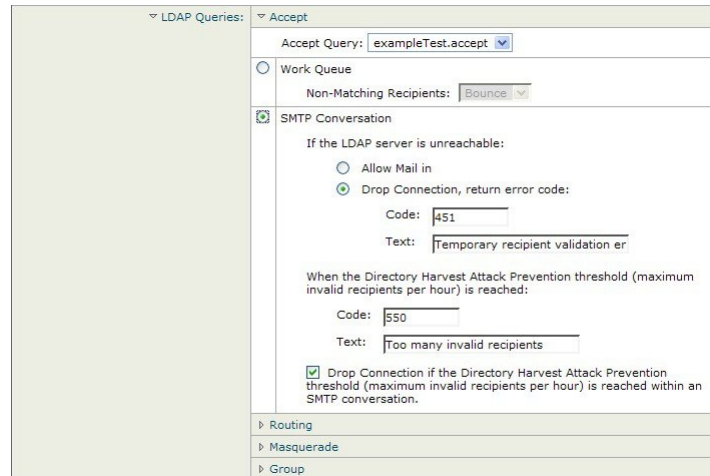 LDAP Queries:
Accept
Accept Query: exampleTest.accept
Work Queue
Non-Matching Recipients: Bounce
SMTP Conversation
If the LDAP server is unreachable:
Allow Mail in
Drop Connection, return error code:
Code: 451
Text: Temporary recipient validation er
When the Directory Harvest Attack Prevention threshold (maximum
invalid recipients per hour) is reached:
Code: 550
Text: Too many invalid recipients
Drop Connection if the Directory Harvest Attack Prevention
threshold (maximum invalid recipients per hour) is reached within an
SMTP conversation.
Routing
Masquerade
Group